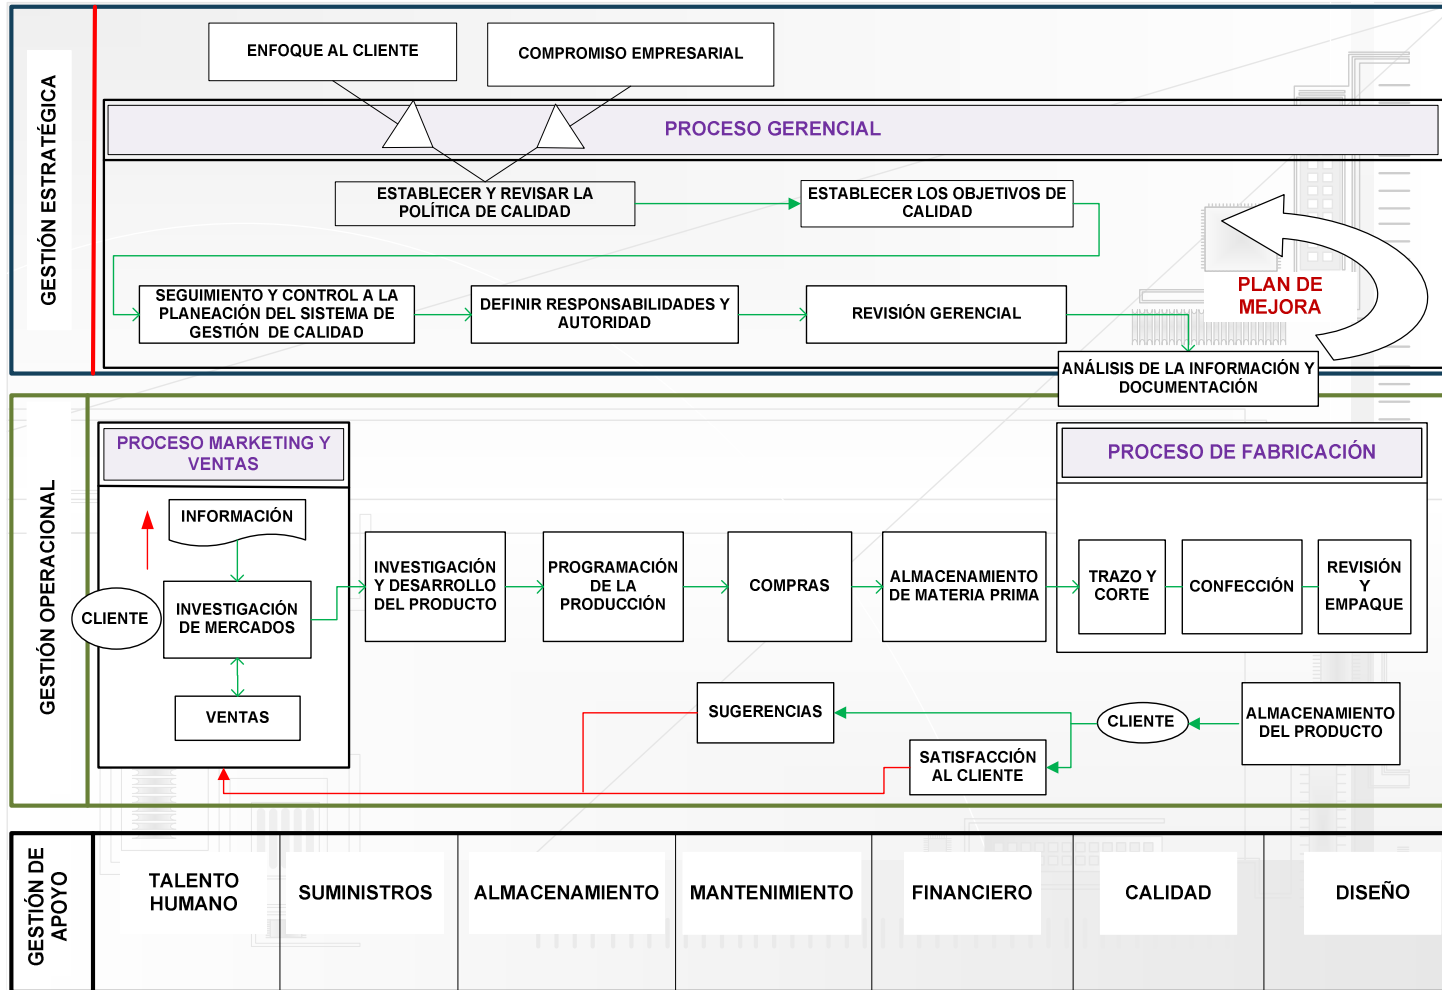 GESTIÓN ESTRATÉGICA
ENFOQUE AL CLIENTE
COMPROMISO EMPRESARIAL
PROCESO GERENCIAL
ESTABLECER Y REVISAR LA
POLÍTICA DE CALIDAD
ESTABLECER LOS OBJETIVOS DE
CALIDAD
SEGUIMIENTO Y CONTROL A LA
PLANEACIÓN DEL SISTEMA DE
GESTIÓN DE CALIDAD
DEFINIR RESPONSABILIDADES Y
AUTORIDAD
REVISIÓN GERENCIAL
PLAN DE
MEJORA
ANÁLISIS DE LA INFORMACIÓN Y
DOCUMENTACIÓN
GESTIÓN OPERACIONAL
PROCESO MARKETING Y
VENTAS
INFORMACIÓN
CLIENTE
INVESTIGACIÓN
DE MERCADOS
VENTAS
INVESTIGACIÓN
Y DESARROLLO
DEL PRODUCTO
PROGRAMACIÓN
DE LA
PRODUCCIÓN
COMPRAS
ALMACENAMIENTO
DE MATERIA PRIMA
PROCESO DE FABRICACIÓN
TRAZO Y
CORTE
CONFECCIÓN
REVISIÓN
Y
EMPAQUE
SUGERENCIAS
SATISFACCIÓN
AL CLIENTE
CLIENTE
ALMACENAMIENTO
DEL PRODUCTO
GESTIÓN DE
APOYO
TALENTO
HUMANO
SUMINISTROS
ALMACENAMIENTO
MANTENIMIENTO
FINANCIERO
CALIDAD
DISEÑO